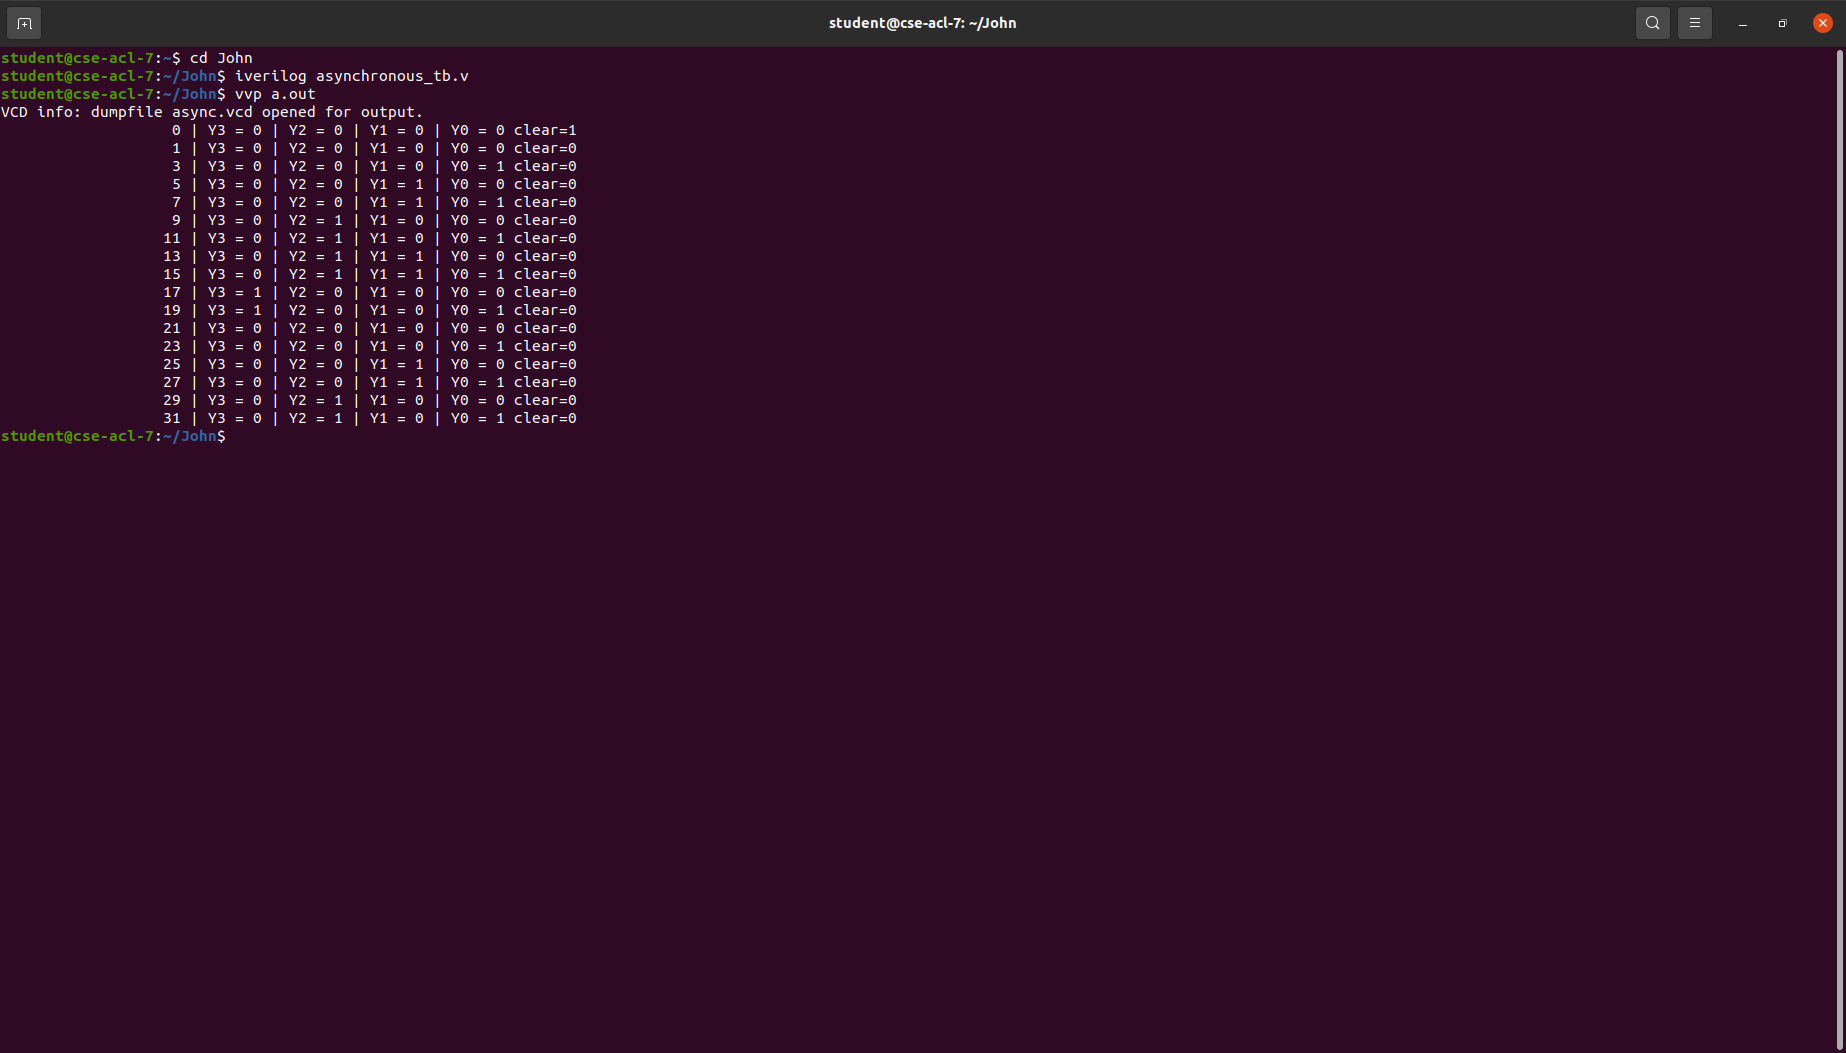 student@cse-acl-7: ~/John
student@cse-acl-7:~$ cd John
student@cse-acl-7:~/John$ iverilog asynchronous_tb.v
student@cse-acl-7:~/John$ vvp a.out
VCD info: dumpfile async.vcd opened for output.
0 | Y3 = 0 | Y2 = 0 | Y1 = 0 | Y0 = 0 clear=1
1 | Y3 = 0 | Y2 = 0 | Y1 = 0 | Y0 = 0 clear=0
3 | Y3 = 0 | Y2 = 0 | Y1 = 0 | Y0 = 1 clear=0
5 | Y3 = 0 | Y2 = 0 | Y1 = 1 | Y0 = 0 clear=0
7 | Y3 = 0 | Y2 = 0 | Y1 = 1 | Y0 = 1 clear=0
9 | Y3 = 0 | Y2 = 1 | Y1 = 0 | Y0 = 0 clear=0
11 | Y3 = 0 | Y2 = 1 | Y1 = 0 | Y0 = 1 clear=0
13 | Y3 = 0 | Y2 = 1 | Y1 = 1 | Y0 = 0 clear=0
15 | Y3 = 0 | Y2 = 1 | Y1 = 1 | Y0 = 1 clear=0
17 | Y3 = 1 | Y2 = 0 | Y1 = 0 | Y0 = 0 clear=0
19 | Y3 = 1 | Y2 = 0 | Y1 = 0 | Y0 = 1 clear=0
21 | Y3 = 0 | Y2 = 0 | Y1 = 0 | Y0 = 0 clear=0
23 | Y3 = 0 | Y2 = 0 | Y1 = 0 | Y0 = 1 clear=0
25 | Y3 = 0 | Y2 = 0 | Y1 = 1 | Y0 = 0 clear=0
27 | Y3 = 0 | Y2 = 0 | Y1 = 1 | Y0 = 1 clear=0
29 | Y3 = 0 | Y2 = 1 | Y1 = 0 | Y0 = 0 clear=0
31 | Y3 = 0 | Y2 = 1 | Y1 = 0 | Y0 = 1 clear=0
student@cse-acl-7:~/John$